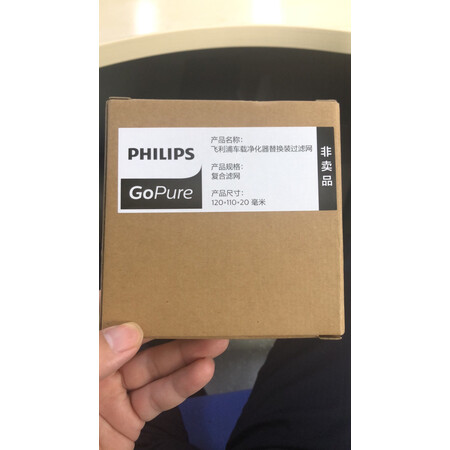 PHILIPS
GoPure
产品名称:
飞利浦车载净化器替换装过滤网
产品规格:
复合滤网
产品尺寸:
120*110*20 毫米
非卖品